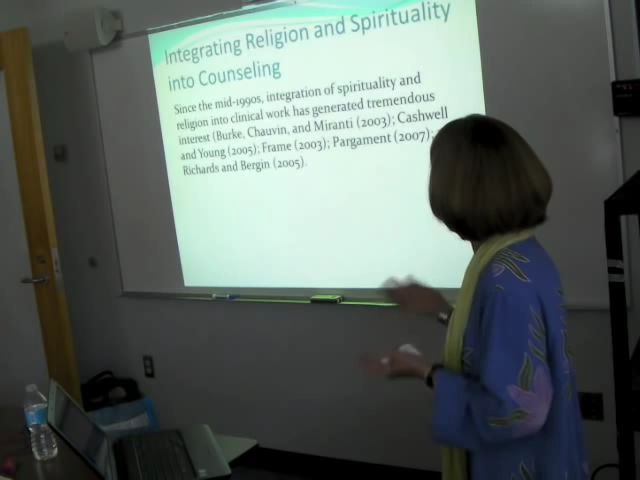 Integrating Religion and Spirituality
into Counseling
Since the mid-1990s, integration of spirituality and
religion into clinical work has generated tremendous
interest (Burke, Chauvin, and Miranti (2003); Cashwell
and Young (2005); Frame (2003); Pargament (2007);
Richards and Bergin (2005).